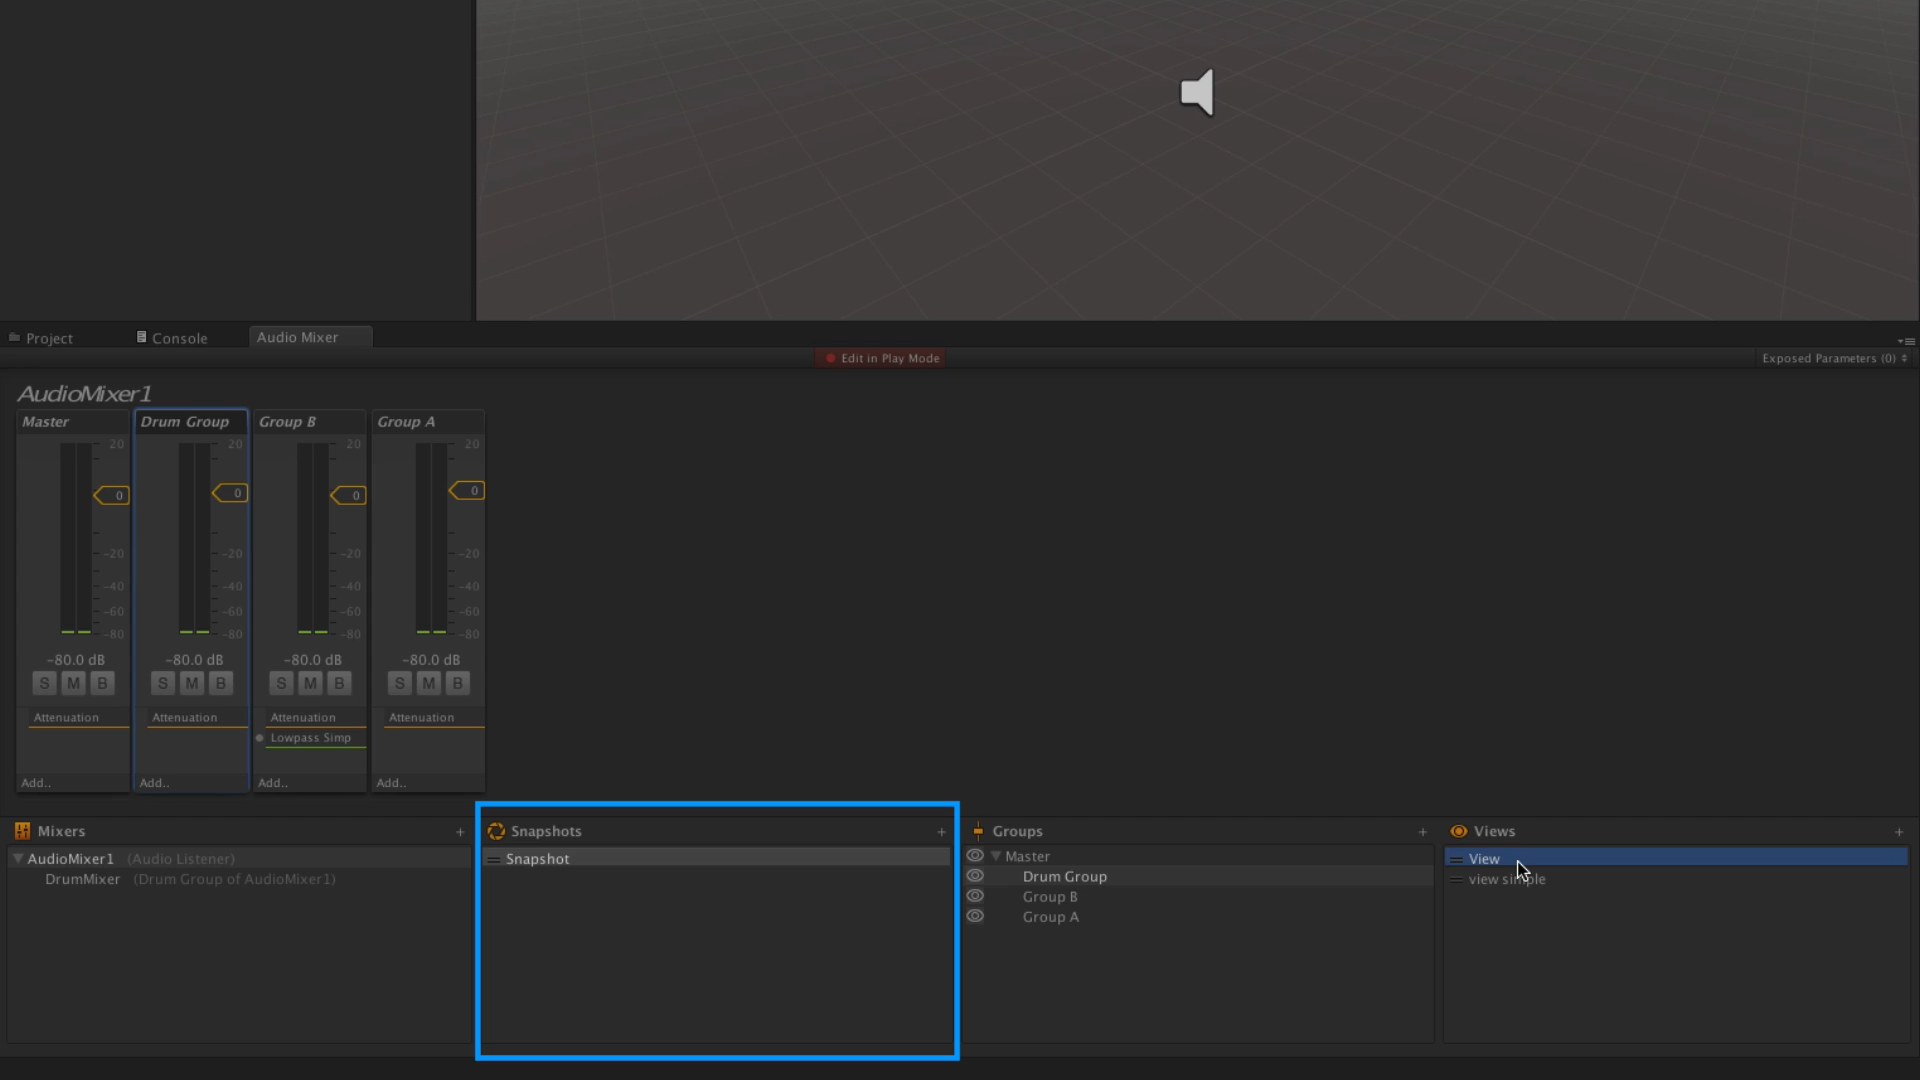 Project Console Audio Mixer
Edit in Play Mode Exposed Parameters (0)
AudioMixer1
Master Drum Group Group B Group A
20 20 20 20
0 0 0 0
-20 -20 -20 -20
-40 -40 -40 -40
-60 -60 -60 -60
-80 -80 -80 -80
-80.0 dB -80.0 dB -80.0 dB -80.0 dB
S M B S M B S M B S M B
Attenuation Attenuation Attenuation Attenuation
Lowpass Simp
Add.. Add.. Add.. Add..
Mixers +
AudioMixer1 (Audio Listener)
DrumMixer (Drum Group of AudioMixer1)
Snapshots +
Snapshot
Groups +
Master
Drum Group
Group B
Group A
Views +
View
view simple